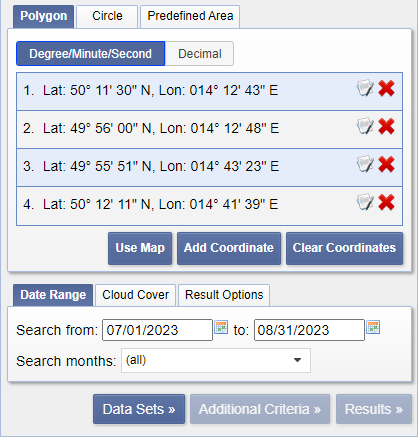 Polygon Circle Predefined Area
Degree/Minute/Second Decimal
1. Lat: 50° 11' 30" N, Lon: 014° 12' 43" E
2. Lat: 49° 56' 00" N, Lon: 014° 12' 48" E
3. Lat: 49° 55' 51" N, Lon: 014° 43' 23" E
4. Lat: 50° 12' 11" N, Lon: 014° 41' 39" E
Use Map Add Coordinate Clear Coordinates
Date Range Cloud Cover Result Options
Search from: 07/01/2023 to: 08/31/2023
Search months: (all)
Data Sets » Additional Criteria » Results »